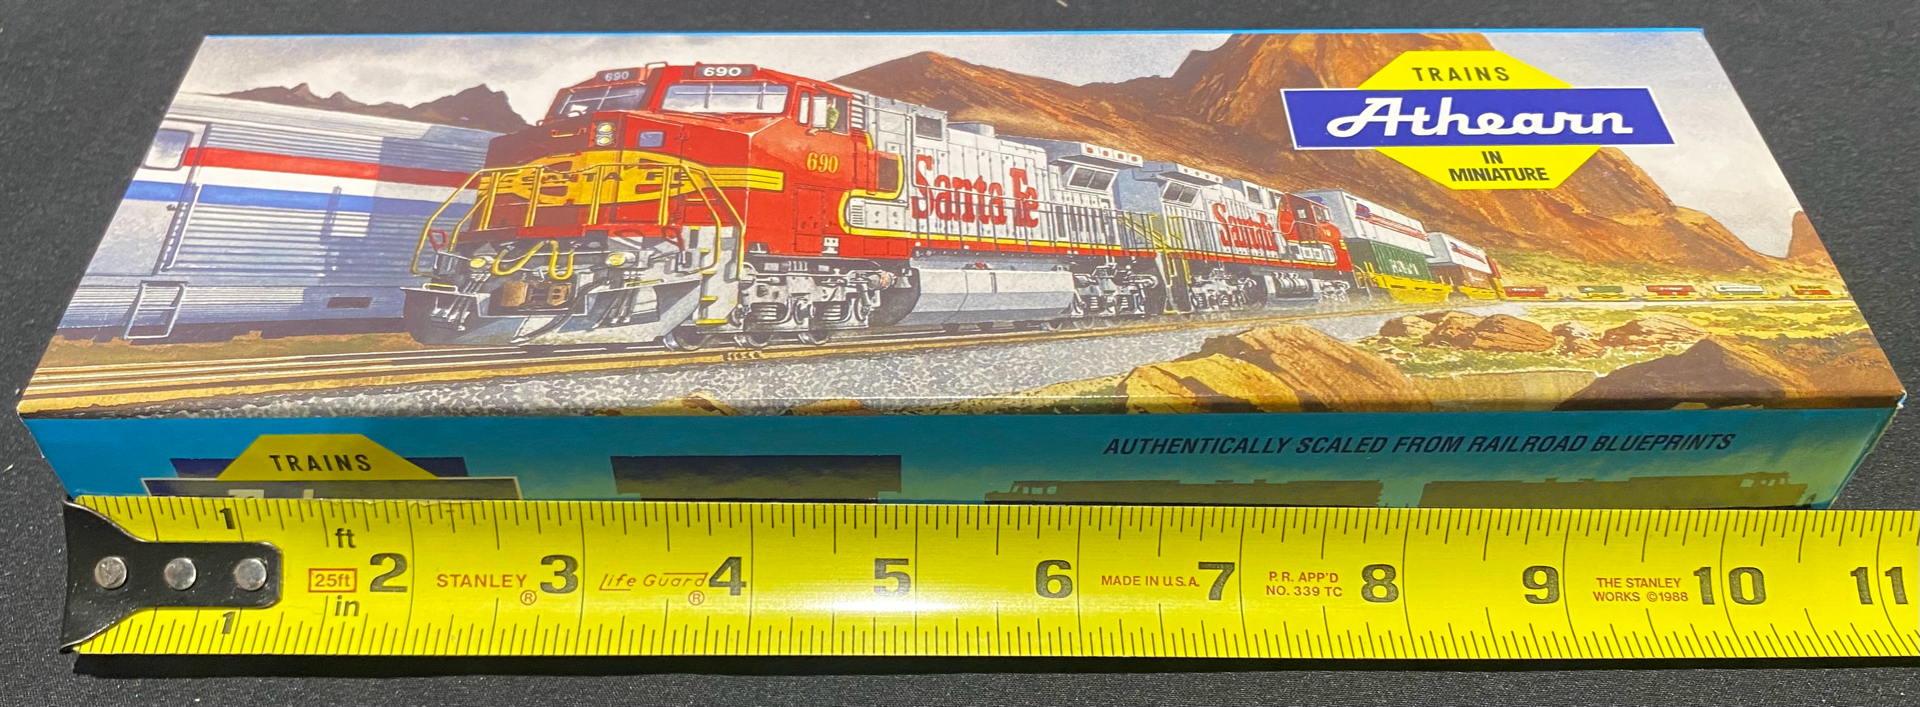 690
690
TRAINS
Athearn
IN
MINIATURE
690
SANTA FE
Santa Fe
Santa Fe
AUTHENTICALLY SCALED FROM RAILROAD BLUEPRINTS
TRAINS
1
ft
25ft 2 STANLEY ® 3 Life Guard ® 4 5 6 MADE IN U.S.A. 7 P.R. APP'D 8 9 THE STANLEY 10 11
NO. 339 TC WORKS ©1988
in
1